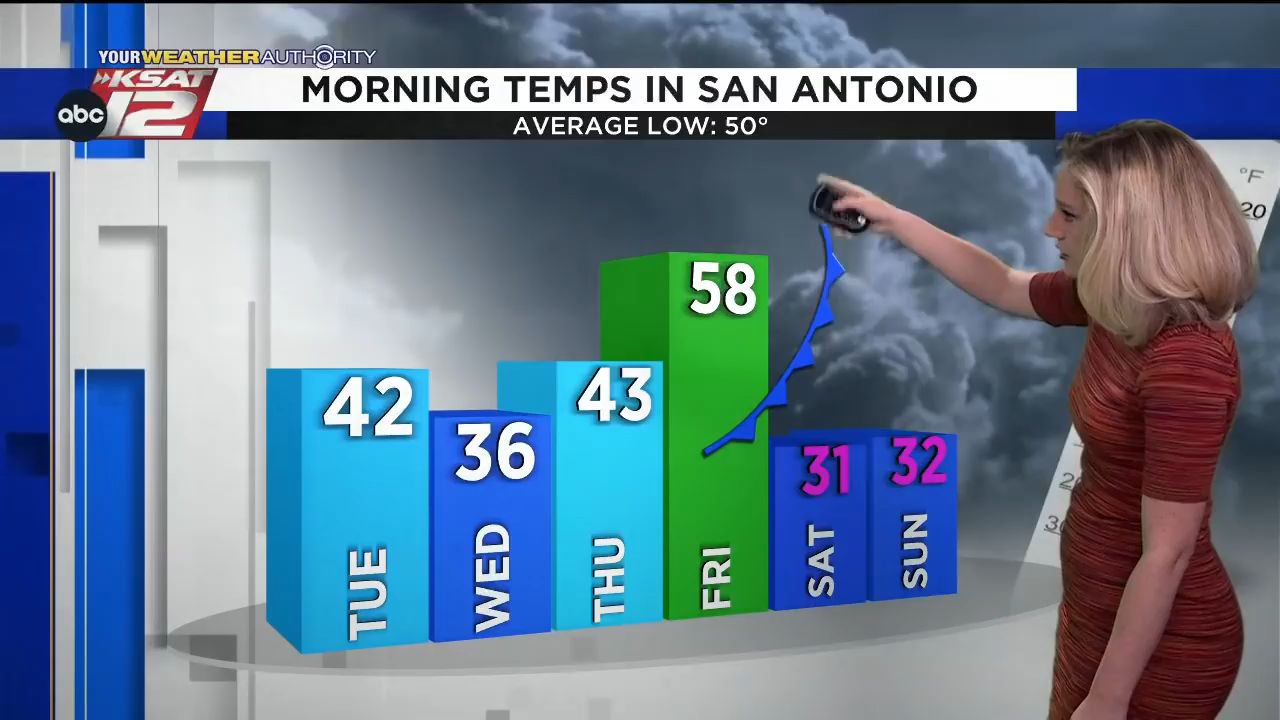 YOUR WEATHER AUTHORITY
KSAT
abc 12
MORNING TEMPS IN SAN ANTONIO
AVERAGE LOW: 50°
°F
20
42
36
43
58
31
32
TUE
WED
THU
FRI
SAT
SUN